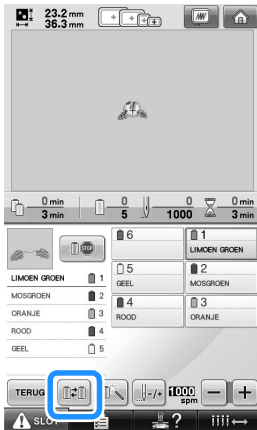 23.2 mm
36.3 mm
0 min
3 min
0
5
0
1000
0 min
3 min
STOP
6
1
LIMOEN GROEN
5
GEEL
2
MOSGROEN
4
ROOD
3
ORANJE
LIMOEN GROEN 1
MOSGROEN 2
ORANJE 3
ROOD 4
GEEL 5
TERUG
-/+
1000
spm
- +
SLOT
?